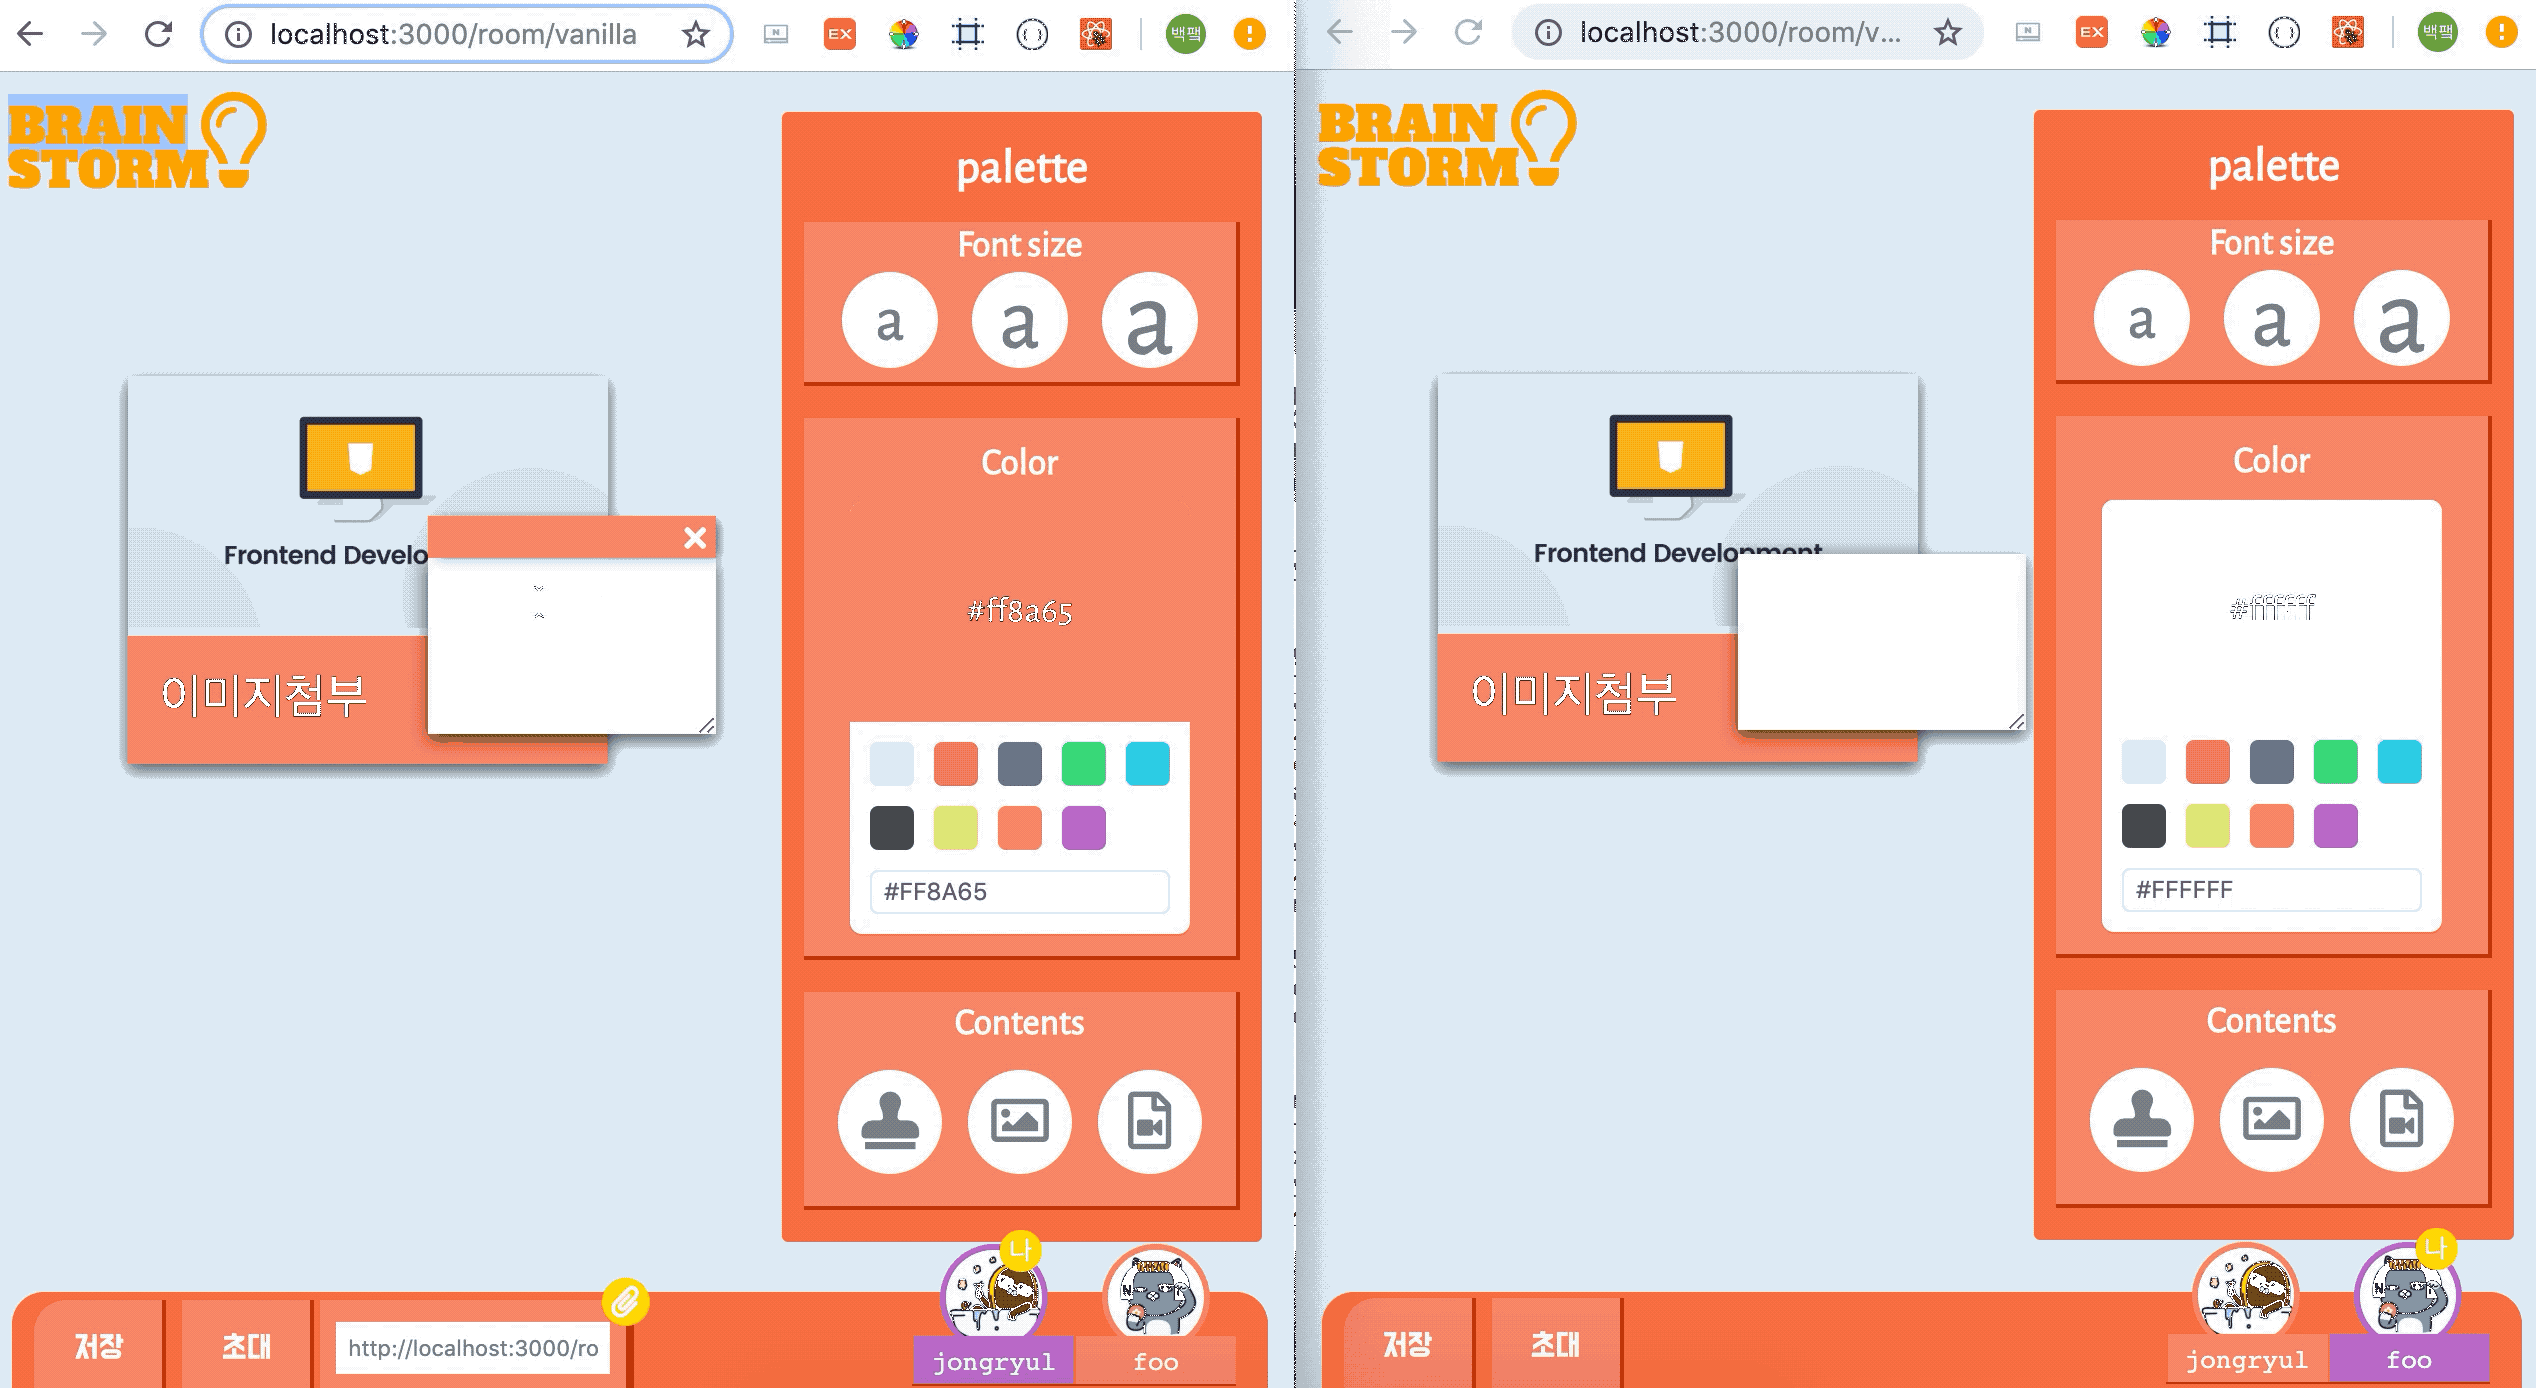 localhost:3000/room/vanilla
EX
백팩
BRAIN
STORM
palette
Font size
a a a
Frontend Develo
이미지첨부
Color
#ff8a65
#FF8A65
Contents
나
저장
초대
http://localhost:3000/ro
jongryul
foo
localhost:3000/room/v...
EX
백팩
BRAIN
STORM
palette
Font size
a a a
Frontend Development
이미지첨부
Color
#ffffff
#FFFFFF
Contents
나
저장
초대
jongryul
foo